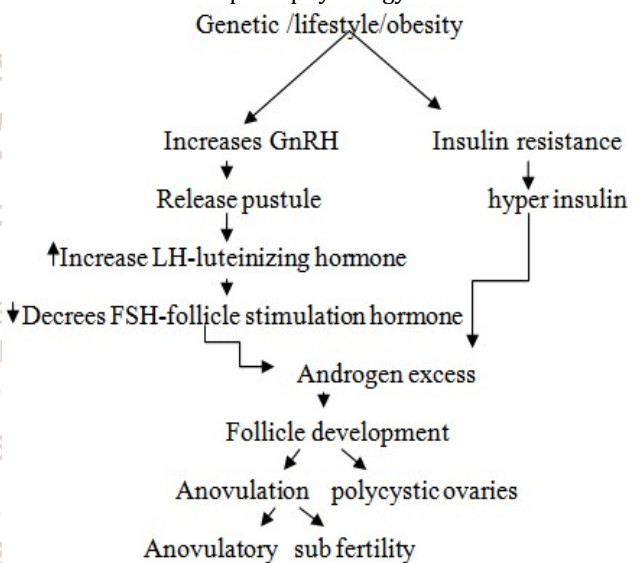 Genetic /lifestyle/obesity
Increases GnRH
Insulin resistance
Release pustule
hyper insulin
Increase LH-luteinizing hormone
Decrees FSH-follicle stimulation hormone
Androgen excess
Follicle development
Anovulation
polycystic ovaries
Anovulatory
sub fertility